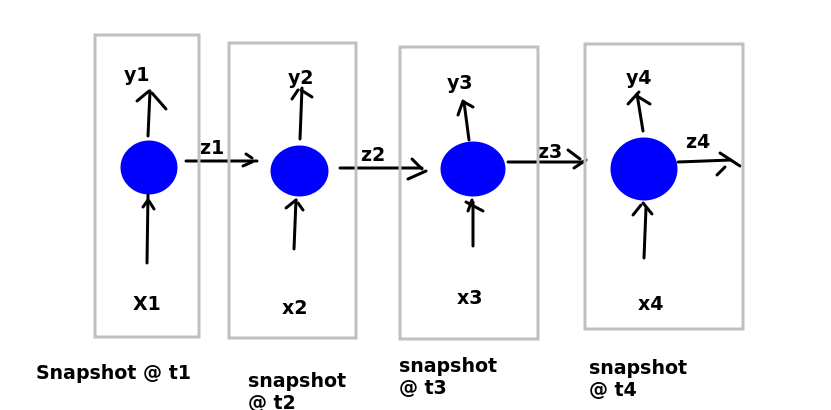 y1
y2
y3
y4
z1
z2
z3
z4
X1
x2
x3
x4
Snapshot @ t1
snapshot
@ t2
snapshot
@ t3
snapshot
@ t4